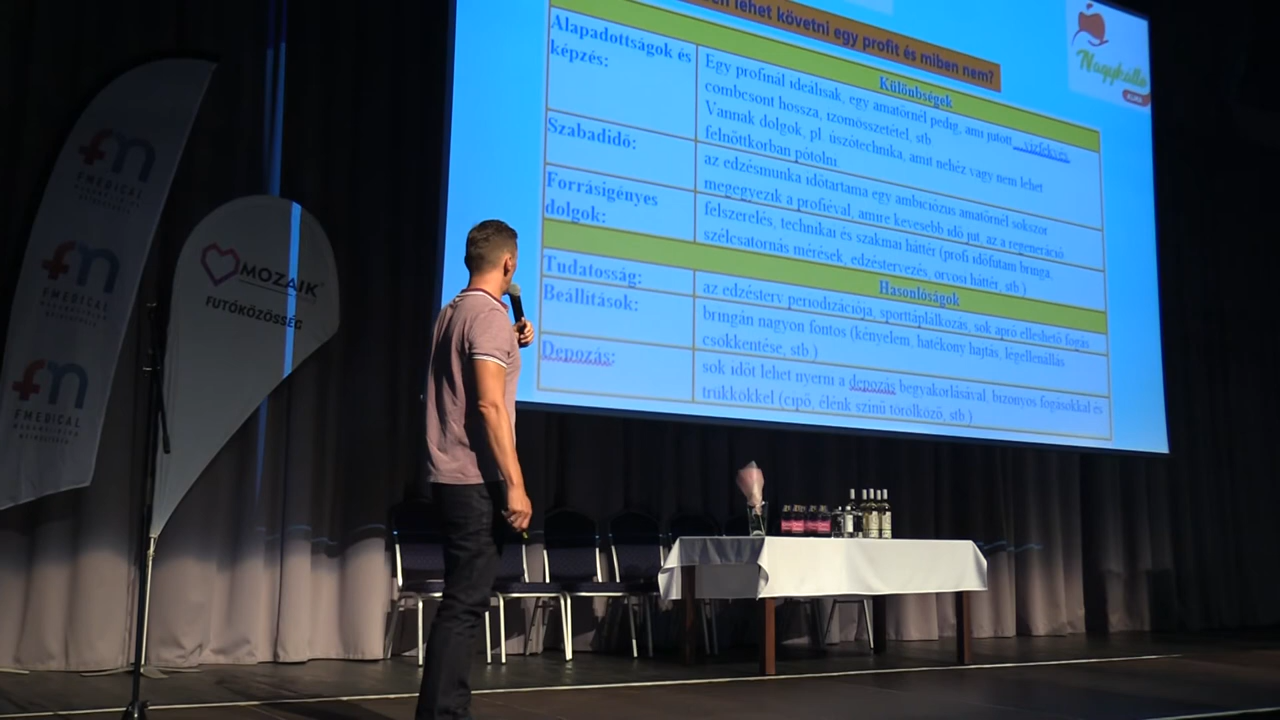 lehet követni egy profit és miben nem?
Nagykálló
Különbségek
Alapadottságok és
képzés:
Egy profinál ideálisak, egy amatőrnél pedig, ami jutott vízfekvés,
combcsont hossza, izomösszetétel, stb
Vannak dolgok, pl. úszótechnika, amit nehéz vagy nem lehet
felnőttkorban pótolni
Szabadidő:
az edzésmunka időtartama egy ambiciózus amatőrnél sokszor
megegyezik a profiéval, amire kevesebb idő jut, az a regeneráció
Forrásigényes
dolgok:
felszerelés, technikai és szakmai háttér (profi időfutam bringa,
szélcsatornás mérések, edzéstervezés, orvosi háttér, stb.)
Hasonlóságok
Tudatosság:
az edzésterv periodizációja, sporttáplálkozás, sok apró elleshető fogás
Beállítások:
bringán nagyon fontos (kényelem, hatékony hajtás, légellenállás
csökkentése, stb.)
Depozás:
sok időt lehet nyerni a depozás begyakorlásával, bizonyos fogásokkal és
trükkökkel (cipő, élénk színű törölköző, stb.)
fm
FMEDICAL
fm
FMEDICAL
fm
FMEDICAL
MOZAIK
FUTÓKÖZÖSSÉG